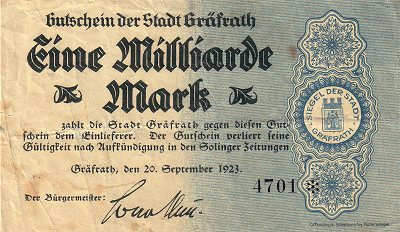 Gutschein der Stadt Gräfrath
Eine Milliarde
Mark
zahlt die Stadt Gräfrath gegen diesen Gut-
schein dem Einlieferer. Der Gutschein verliert seine
Gültigkeit nach Aufkündigung in den Solinger Zeitungen
Gräfrath, den 20. September 1923.
Der Bürgermeister:
4701
SIEGEL DER STADT
GRÄFRATH